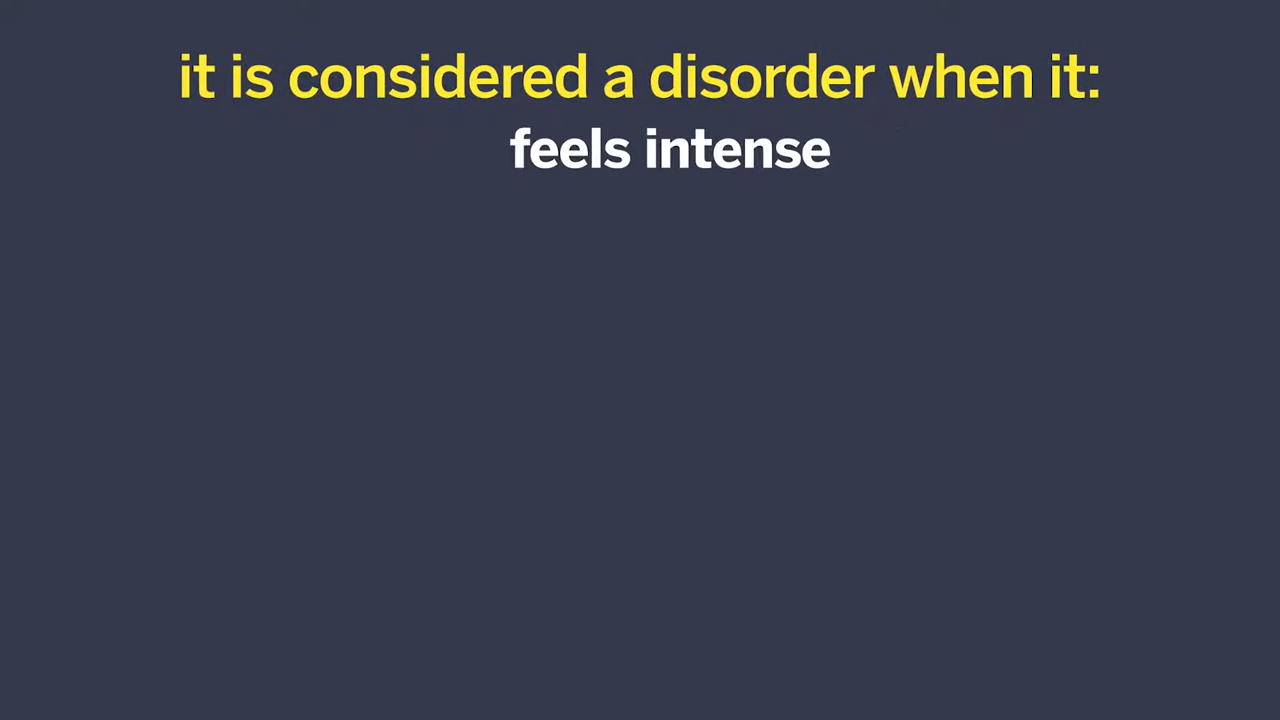 it is considered a disorder when it:
feels intense